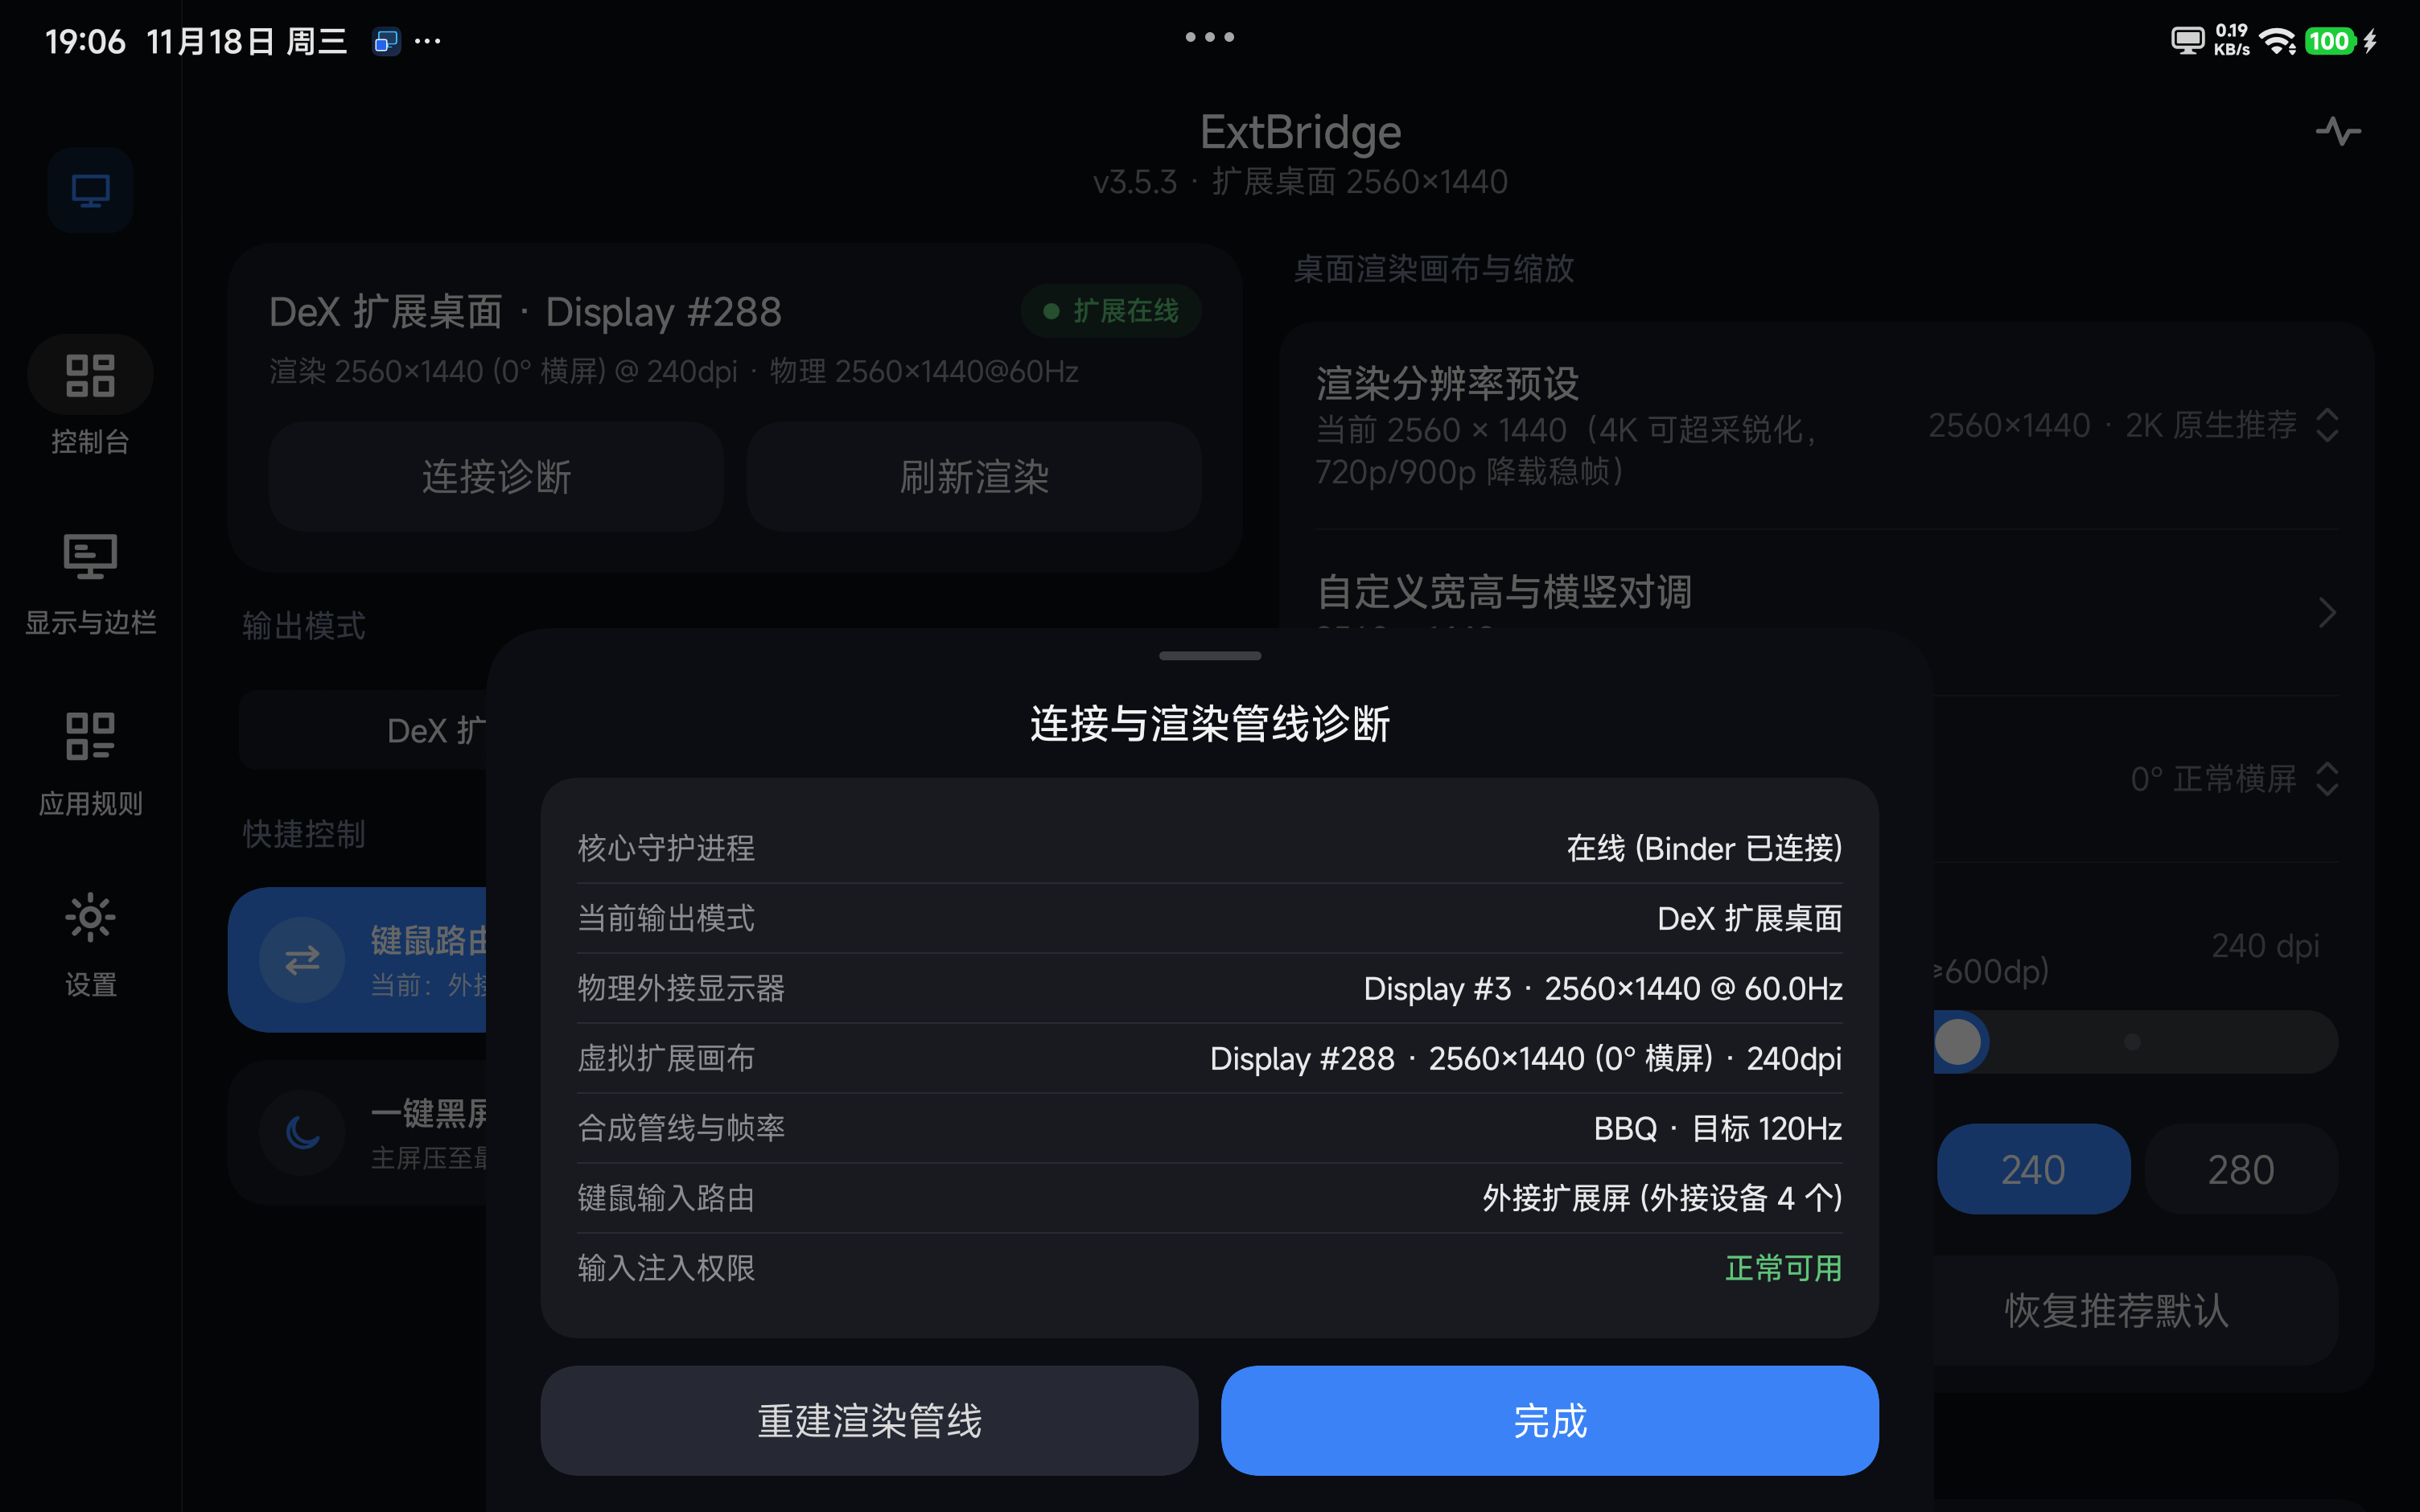 19:06 11月18日 周三
0.19
KB/s
100
ExtBridge
v3.5.3 · 扩展桌面 2560×1440
控制台
显示与边栏
应用规则
设置
DeX 扩展桌面 · Display #288
扩展在线
渲染 2560×1440 (0° 横屏) @ 240dpi · 物理 2560×1440@60Hz
连接诊断
刷新渲染
输出模式
DeX 扩
快捷控制
键鼠路由
当前：外接
一键黑屏
主屏压至最
桌面渲染画布与缩放
渲染分辨率预设
当前 2560 × 1440（4K 可超采锐化，
720p/900p 降载稳帧）
2560×1440 · 2K 原生推荐
自定义宽高与横竖对调
0° 正常横屏
240 dpi
≥600dp)
240
280
恢复推荐默认
连接与渲染管线诊断
核心守护进程 在线 (Binder 已连接)
当前输出模式 DeX 扩展桌面
物理外接显示器 Display #3 · 2560×1440 @ 60.0Hz
虚拟扩展画布 Display #288 · 2560×1440 (0° 横屏) · 240dpi
合成管线与帧率 BBQ · 目标 120Hz
键鼠输入路由 外接扩展屏 (外接设备 4 个)
输入注入权限 正常可用
重建渲染管线
完成